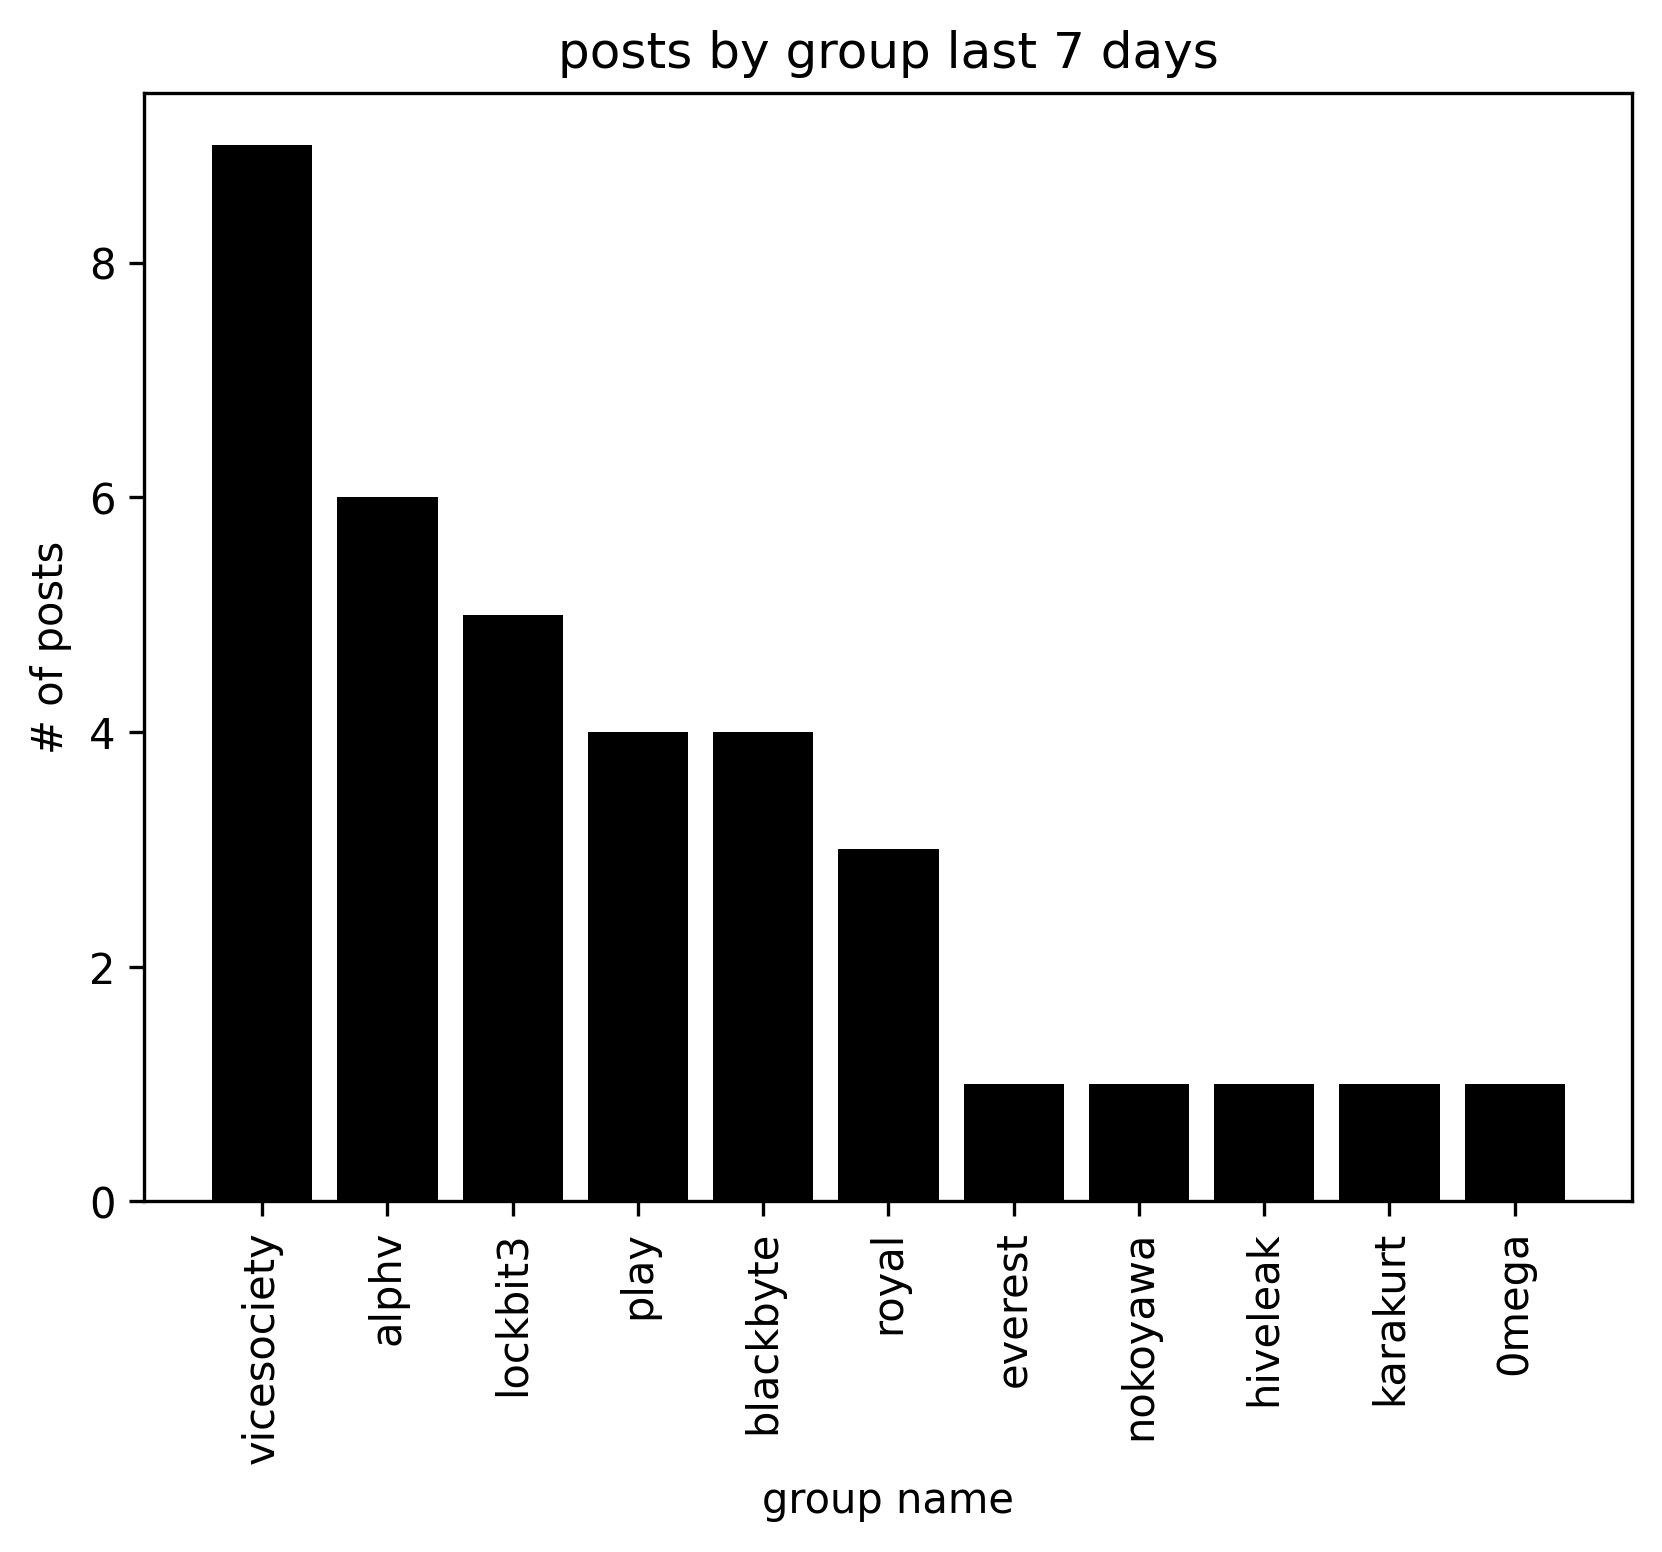 posts by group last 7 days
# of posts
8
6
4
2
0
vicesociety
alphv
lockbit3
play
blackbyte
royal
everest
nokoyawa
hiveleak
karakurt
0mega
group name